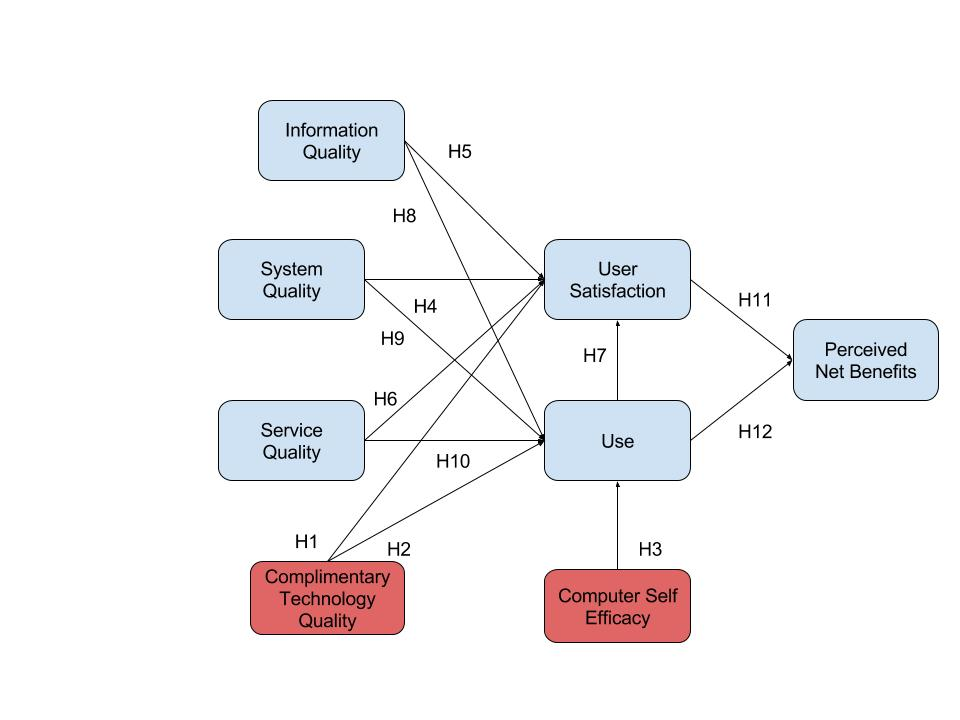 Information
Quality
H5
H8
System
Quality
User
Satisfaction
H4
H11
H9
H7
Perceived
Net Benefits
H6
Service
Quality
Use
H12
H10
H1
H2
H3
Complimentary
Technology
Quality
Computer Self
Efficacy